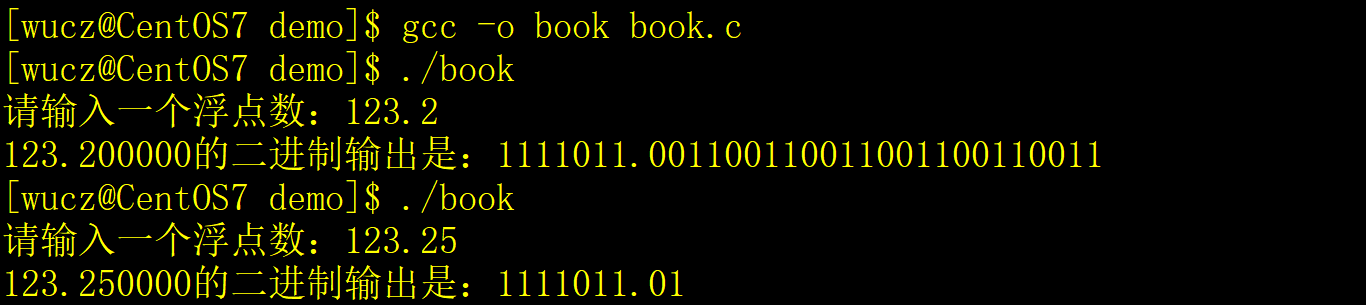 [wucz@CentOS7 demo]$ gcc -o book book.c
[wucz@CentOS7 demo]$ ./book
请输入一个浮点数：123.2
123.200000的二进制输出是：1111011.001100110011001100110011
[wucz@CentOS7 demo]$ ./book
请输入一个浮点数：123.25
123.250000的二进制输出是：1111011.01